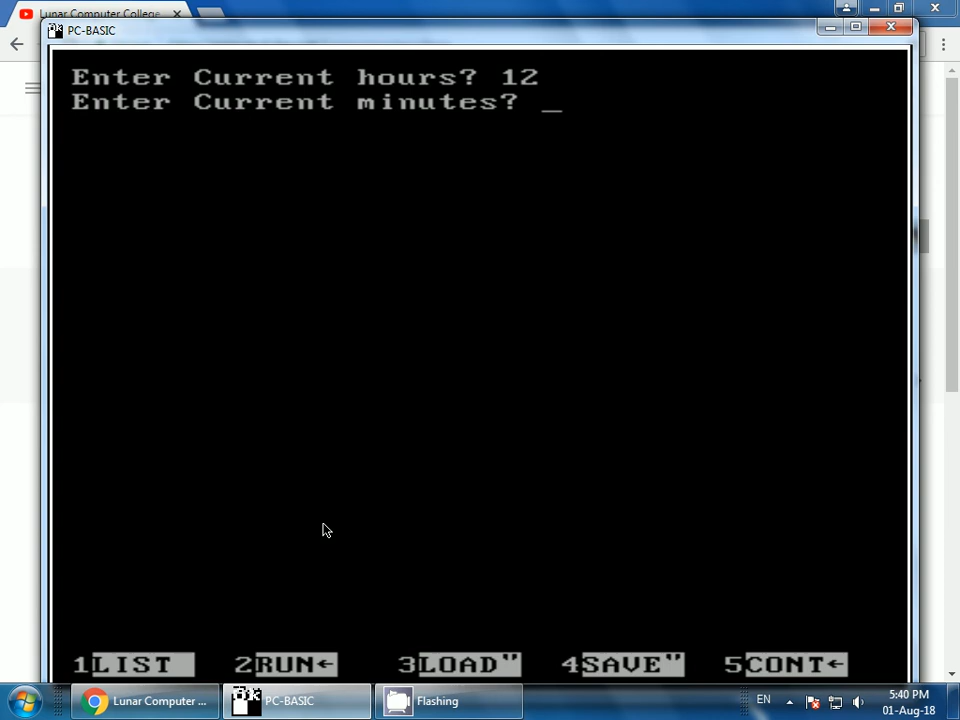 Lunar Computer College
PC-BASIC
Enter Current hours? 12
Enter Current minutes? _
1LIST 2RUN← 3LOAD" 4SAVE" 5CONT←
Lunar Computer ... PC-BASIC Flashing EN 5:40 PM
01-Aug-18